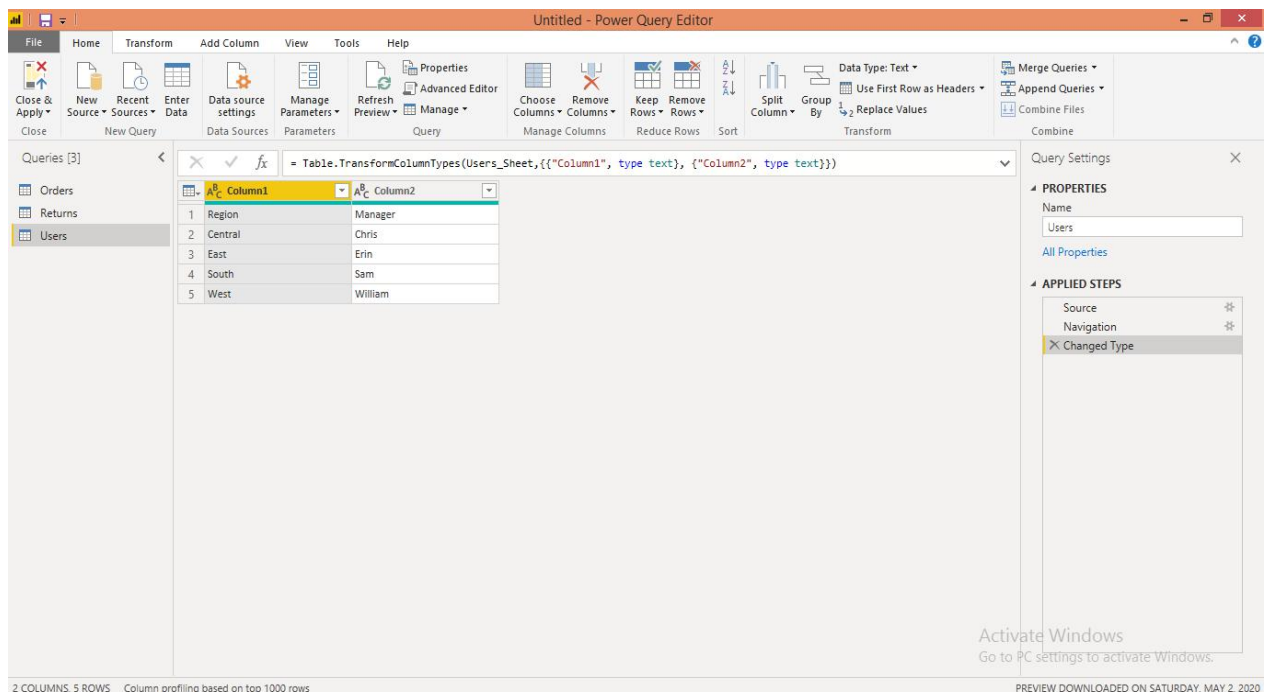 Untitled - Power Query Editor
File Home Transform Add Column View Tools Help
Close & Apply
New Source
Recent Sources
Enter Data
Data source settings
Manage Parameters
Refresh Preview
Properties
Advanced Editor
Manage
Choose Columns
Remove Columns
Keep Rows
Remove Rows
Split Column
Group By
Data Type: Text
Use First Row as Headers
Replace Values
Merge Queries
Append Queries
Combine Files
Close New Query Data Sources Parameters Query Manage Columns Reduce Rows Sort Transform Combine
Queries [3]
Orders
Returns
Users
fx = Table.TransformColumnTypes(Users_Sheet,{{"Column1", type text}, {"Column2", type text}})
ABC Column1 ABC Column2
1 Region Manager
2 Central Chris
3 East Erin
4 South Sam
5 West William
Query Settings
PROPERTIES
Name
Users
All Properties
APPLIED STEPS
Source
Navigation
Changed Type
Activate Windows
Go to PC settings to activate Windows.
2 COLUMNS, 5 ROWS Column profiling based on top 1000 rows PREVIEW DOWNLOADED ON SATURDAY, MAY 2, 2020